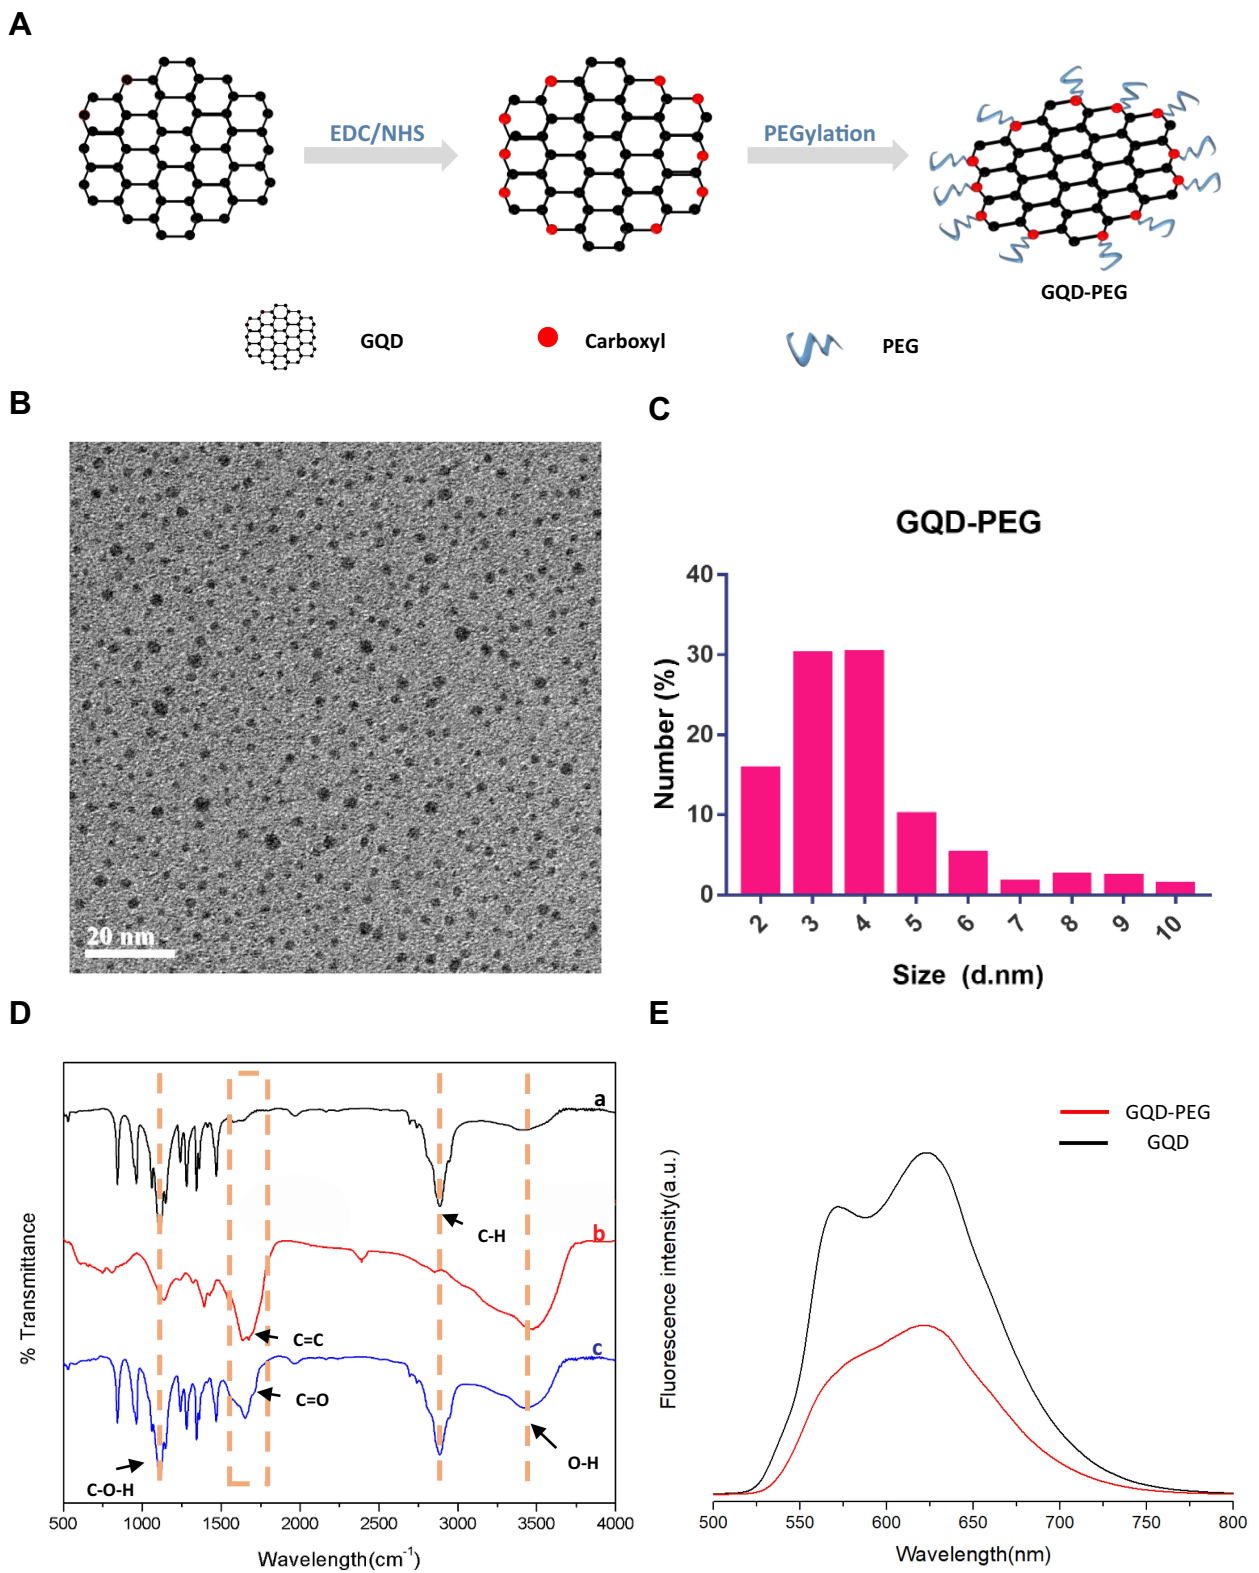 A
EDC/NHS
PEGylation
GQD-PEG
GQD
Carboxyl
PEG
B
20 nm
C
GQD-PEG
Number (%)
40
30
20
10
0
2 3 4 5 6 7 8 9 10
Size (d.nm)
D
% Transmittance
a
C-H
b
C=C
c
C=O
O-H
C-O-H
500 1000 1500 2000 2500 3000 3500 4000
Wavelength(cm⁻¹)
E
Fluorescence intensity(a.u.)
GQD-PEG
GQD
500 550 600 650 700 750 800
Wavelength(nm)